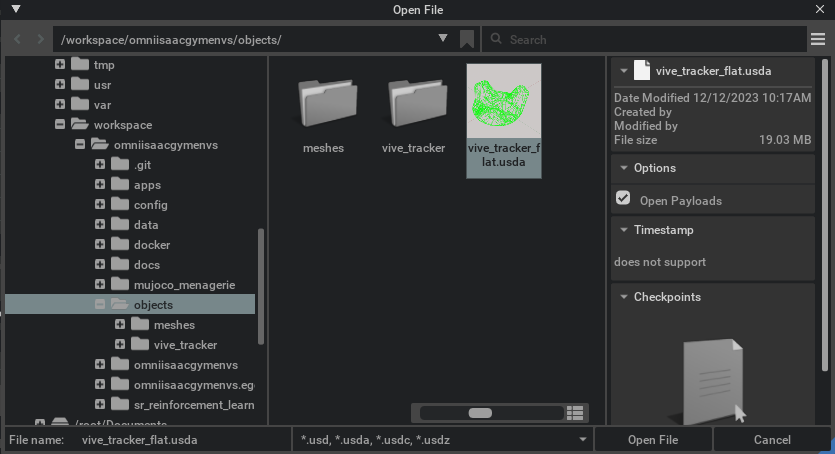 Open File
/workspace/omniisaacgymenvs/objects/
Search
tmp
usr
var
workspace
omniisaacgymenvs
.git
apps
config
data
docker
docs
mujoco_menagerie
objects
meshes
vive_tracker
omniisaacgymenvs
omniisaacgymenvs.eg
sr_reinforcement_learn
/root/Documents
meshes
vive_tracker
vive_tracker_f
lat.usda
vive_tracker_flat.usda
Date Modified 12/12/2023 10:17AM
Created by
Modified by
File size 19.03 MB
Options
Open Payloads
Timestamp
does not support
Checkpoints
File name: vive_tracker_flat.usda
*.usd, *.usda, *.usdc, *.usdz
Open File
Cancel